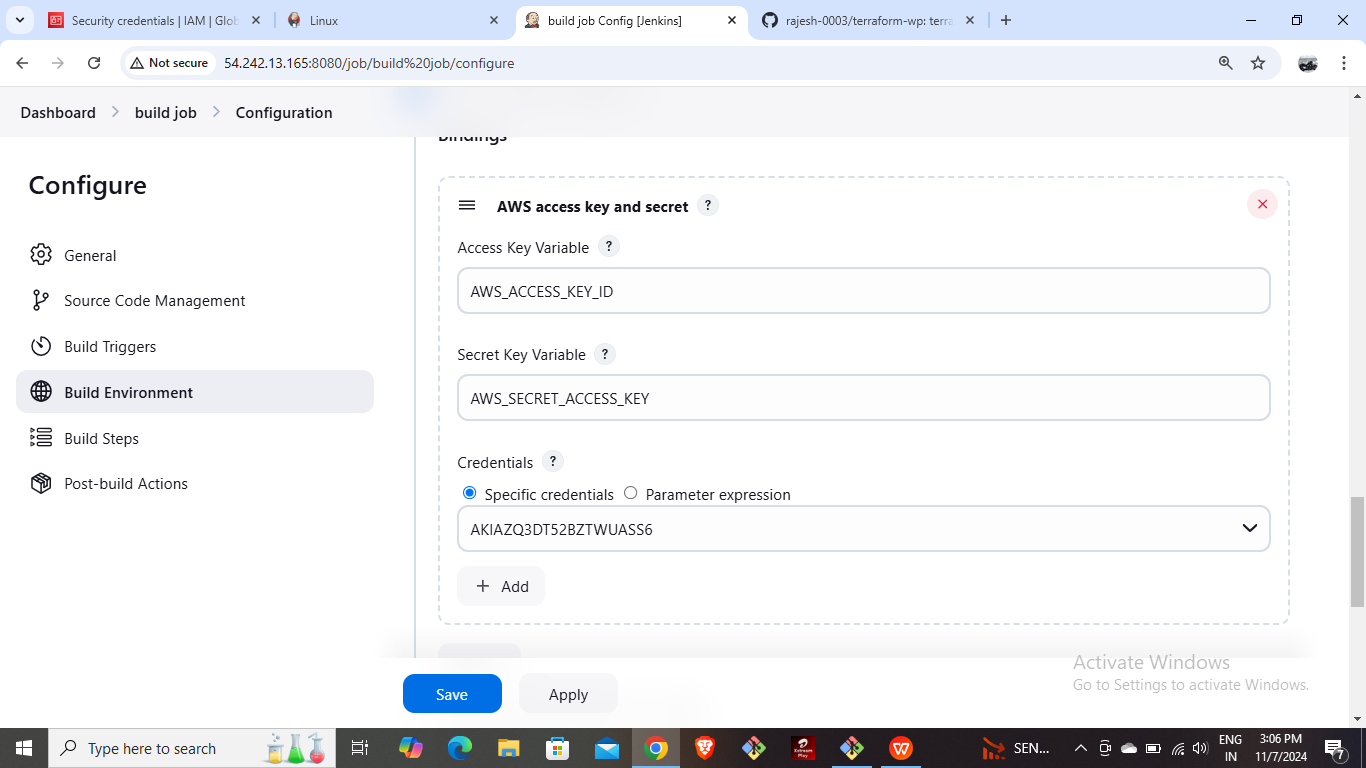 Security credentials | IAM | Glob
Linux
build job Config [Jenkins]
rajesh-0003/terraform-wp: terra
Not secure
54.242.13.165:8080/job/build%20job/configure
Dashboard > build job > Configuration
Bindings
Configure
General
Source Code Management
Build Triggers
Build Environment
Build Steps
Post-build Actions
AWS access key and secret ?
Access Key Variable ?
AWS_ACCESS_KEY_ID
Secret Key Variable ?
AWS_SECRET_ACCESS_KEY
Credentials ?
Specific credentials
Parameter expression
AKIAZQ3DT52BZTWUASS6
+ Add
Save
Apply
Activate Windows
Go to Settings to activate Windows.
Type here to search
SEN...
ENG
IN
3:06 PM
11/7/2024
7